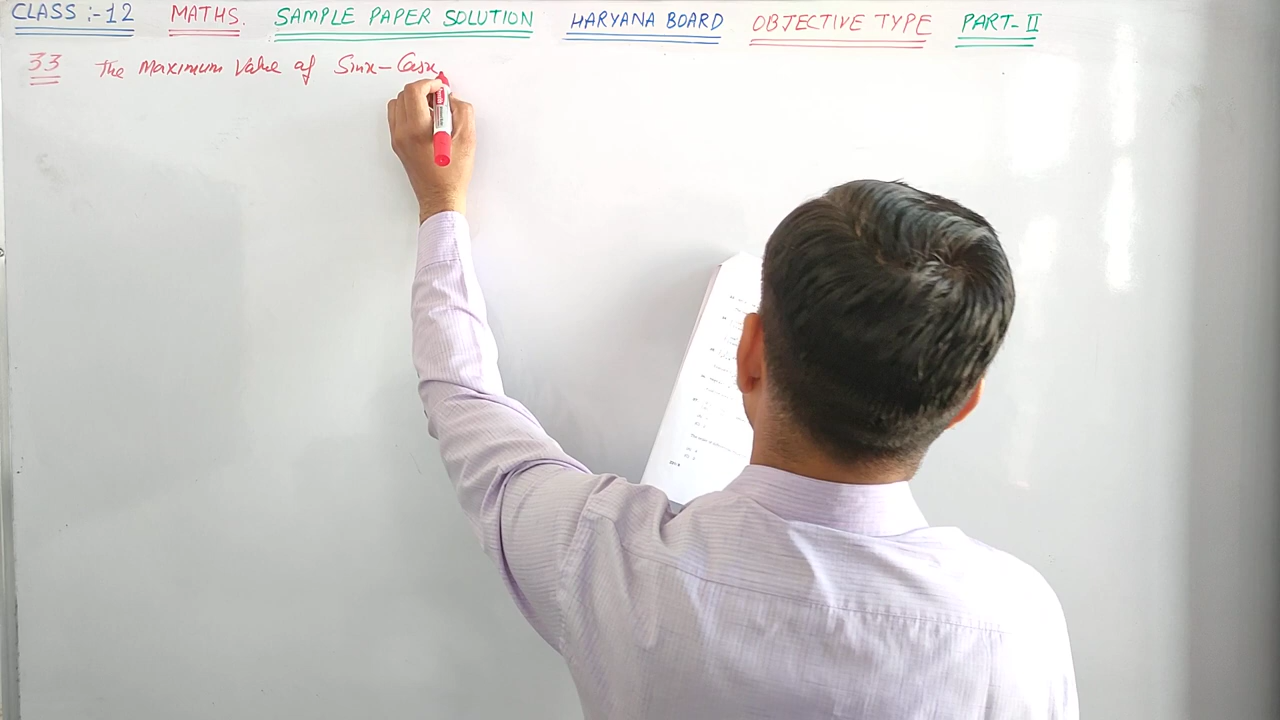 CLASS :- 12 MATHS. SAMPLE PAPER SOLUTION HARYANA BOARD OBJECTIVE TYPE PART-II
33 The Maximum Value of Sinx-Cosx